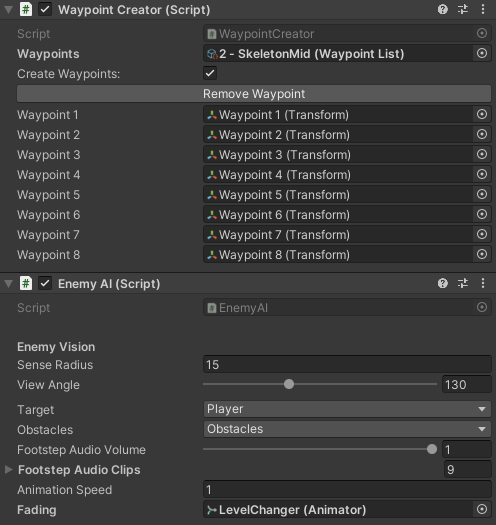 Waypoint Creator (Script)
Script WaypointCreator
Waypoints 2 - SkeletonMid (Waypoint List)
Create Waypoints:
Remove Waypoint
Waypoint 1 Waypoint 1 (Transform)
Waypoint 2 Waypoint 2 (Transform)
Waypoint 3 Waypoint 3 (Transform)
Waypoint 4 Waypoint 4 (Transform)
Waypoint 5 Waypoint 5 (Transform)
Waypoint 6 Waypoint 6 (Transform)
Waypoint 7 Waypoint 7 (Transform)
Waypoint 8 Waypoint 8 (Transform)
Enemy AI (Script)
Script EnemyAI
Enemy Vision
Sense Radius 15
View Angle 130
Target Player
Obstacles Obstacles
Footstep Audio Volume 1
Footstep Audio Clips 9
Animation Speed 1
Fading LevelChanger (Animator)